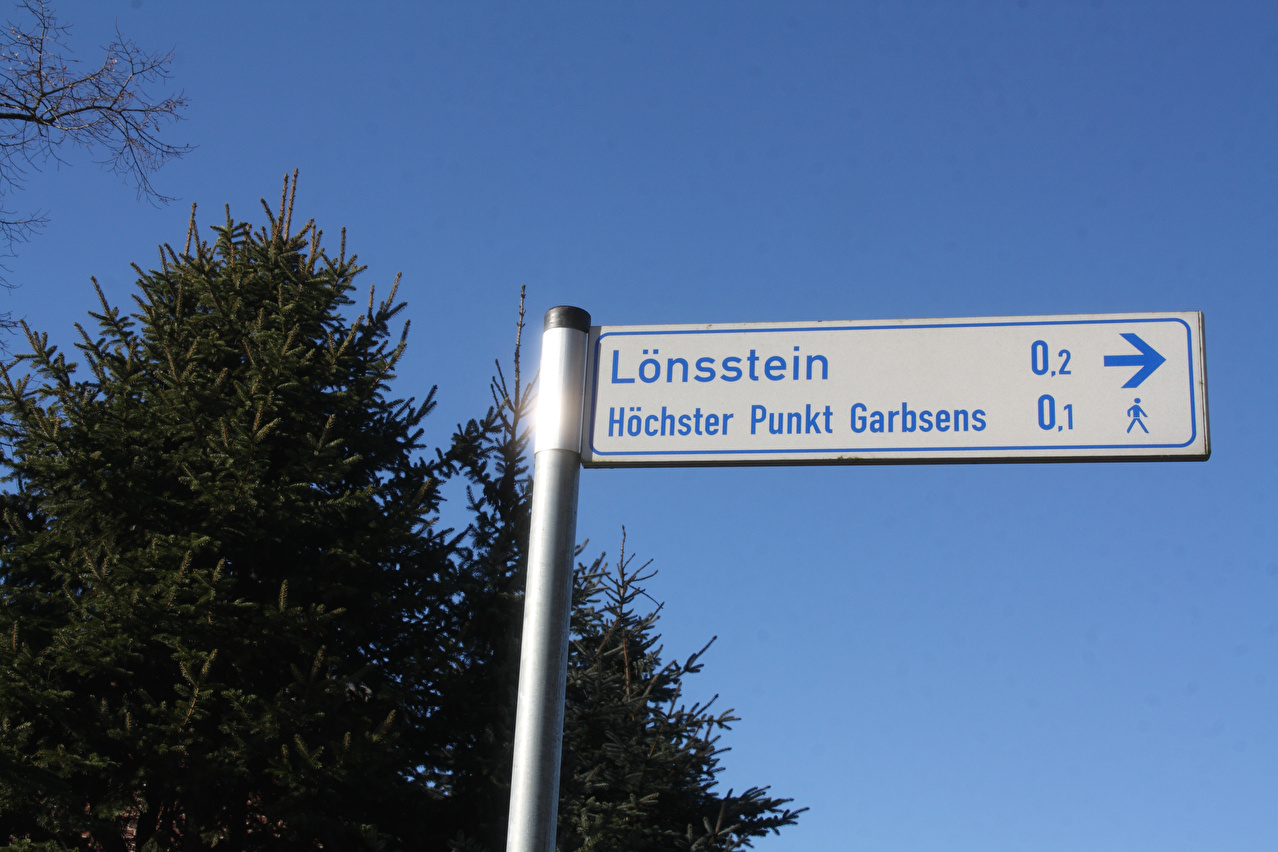 Lönsstein 0,2
Höchster Punkt Garbsens 0,1